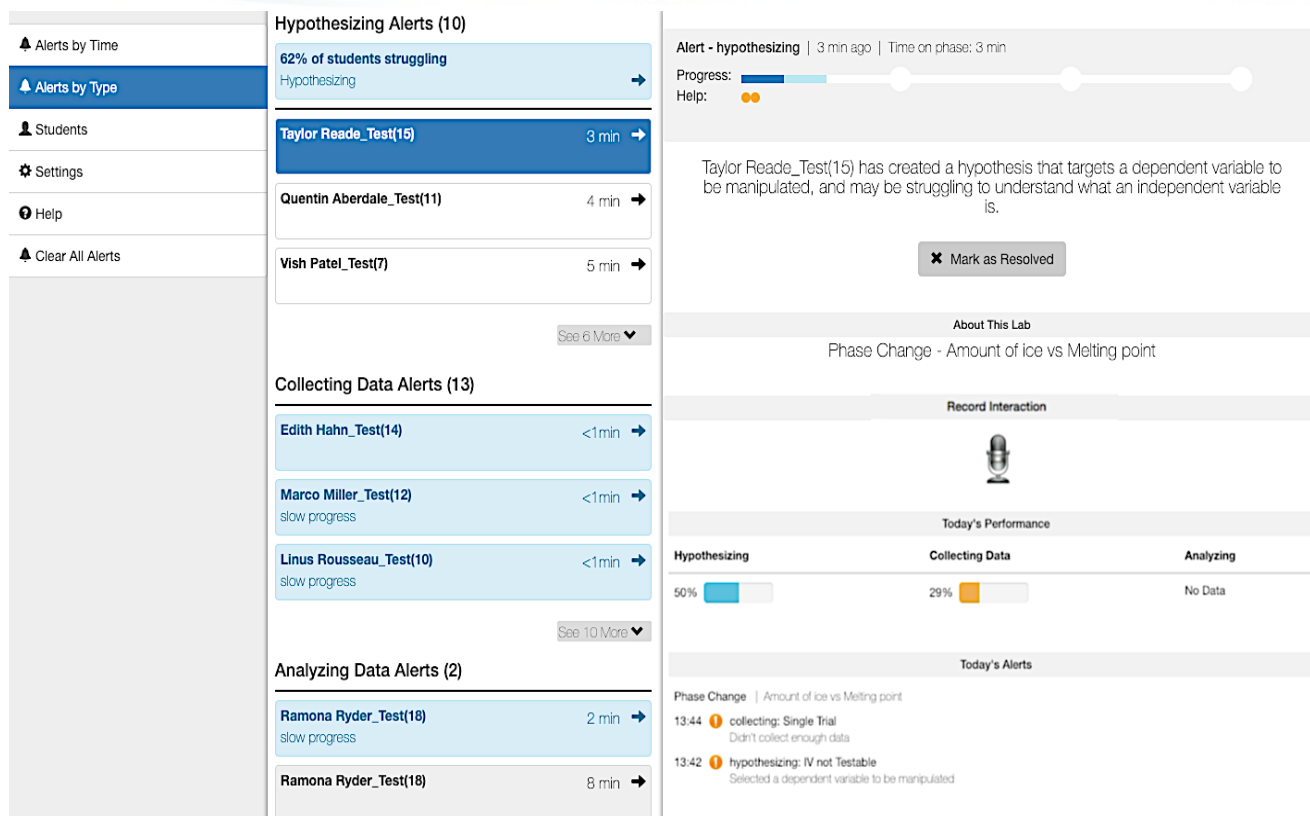 Alerts by Time
Alerts by Type
Students
Settings
Help
Clear All Alerts
Hypothesizing Alerts (10)
62% of students struggling
Hypothesizing
Taylor Reade_Test(15) 3 min
Quentin Aberdale_Test(11) 4 min
Vish Patel_Test(7) 5 min
See 6 More
Collecting Data Alerts (13)
Edith Hahn_Test(14) <1min
Marco Miller_Test(12) <1min
slow progress
Linus Rousseau_Test(10) <1min
slow progress
See 10 More
Analyzing Data Alerts (2)
Ramona Ryder_Test(18) 2 min
slow progress
Ramona Ryder_Test(18) 8 min
Alert - hypothesizing | 3 min ago | Time on phase: 3 min
Progress:
Help:
Taylor Reade_Test(15) has created a hypothesis that targets a dependent variable to
be manipulated, and may be struggling to understand what an independent variable
is.
Mark as Resolved
About This Lab
Phase Change - Amount of ice vs Melting point
Record Interaction
Today's Performance
Hypothesizing Collecting Data Analyzing
50% 29% No Data
Today's Alerts
Phase Change | Amount of ice vs Melting point
13:44 collecting: Single Trial
Didn't collect enough data
13:42 hypothesizing: IV not Testable
Selected a dependent variable to be manipulated